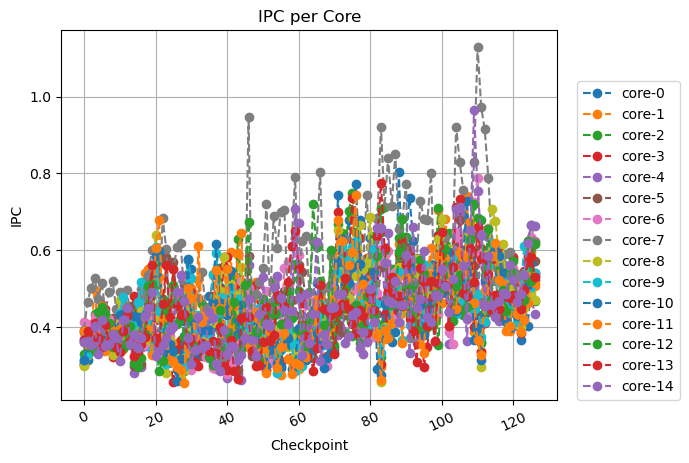 IPC per Core
IPC
1.0
0.8
0.6
0.4
0
20
40
60
80
100
120
Checkpoint
core-0
core-1
core-2
core-3
core-4
core-5
core-6
core-7
core-8
core-9
core-10
core-11
core-12
core-13
core-14